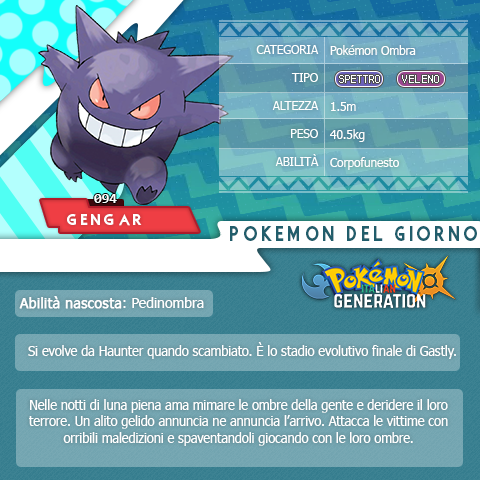 CATEGORIA Pokémon Ombra
TIPO SPETTRO VELENO
ALTEZZA 1.5m
PESO 40.5kg
ABILITÀ Corpofunesto
094
GENGAR
POKEMON DEL GIORNO
Pokémon
ITALIAN
GENERATION
Abilità nascosta: Pedinombra
Si evolve da Haunter quando scambiato. È lo stadio evolutivo finale di Gastly.
Nelle notti di luna piena ama mimare le ombre della gente e deridere il loro
terrore. Un alito gelido annuncia ne annuncia l'arrivo. Attacca le vittime con
orribili maledizioni e spaventandoli giocando con le loro ombre.